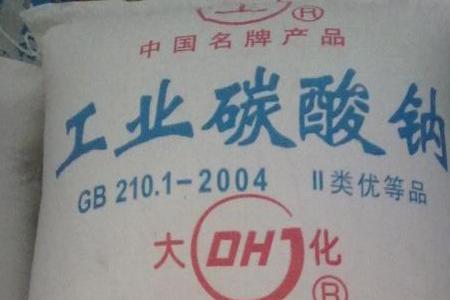 ®
中国名牌产品
工业碳酸钠
GB 210.1-2004 II类优等品
大 DHJ 化
®